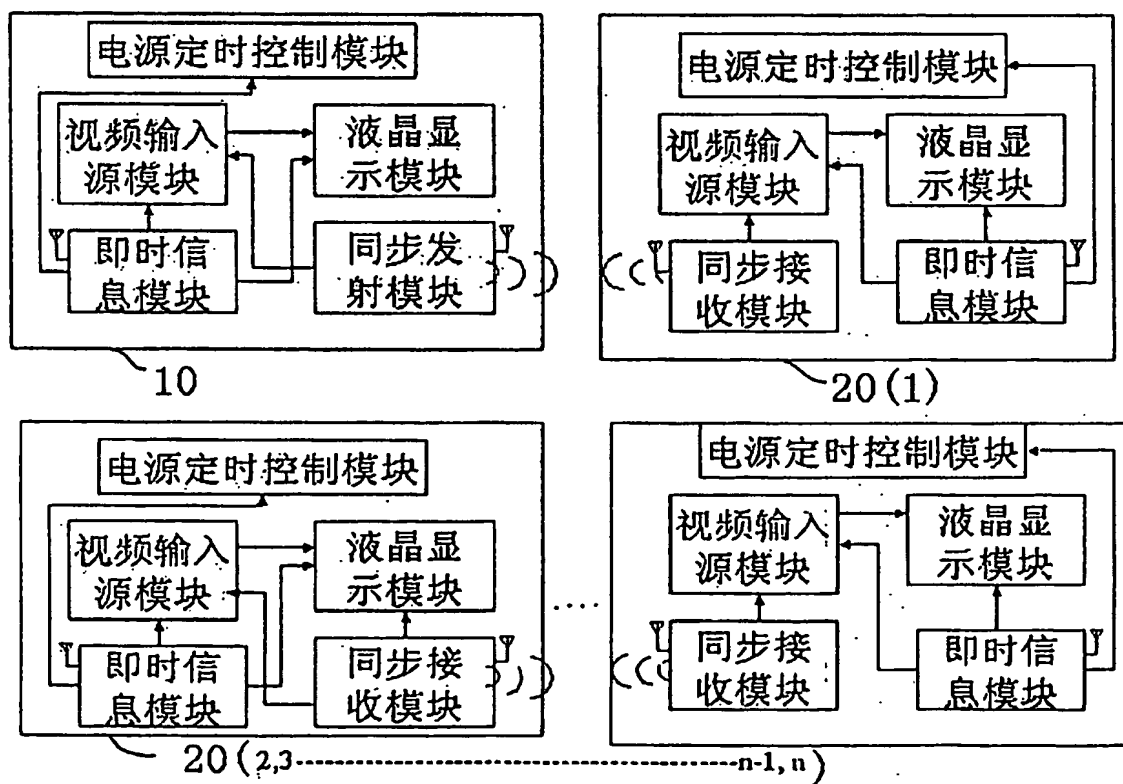 电源定时控制模块
视频输入
源模块
液晶显
示模块
即时信
息模块
同步发
射模块
10
电源定时控制模块
视频输入
源模块
液晶显
示模块
同步接
收模块
即时信
息模块
20(1)
电源定时控制模块
视频输入
源模块
液晶显
示模块
即时信
息模块
同步接
收模块
....
电源定时控制模块
视频输入
源模块
液晶显
示模块
同步接
收模块
即时信
息模块
20(2,3-----------------------------------n-1,n)